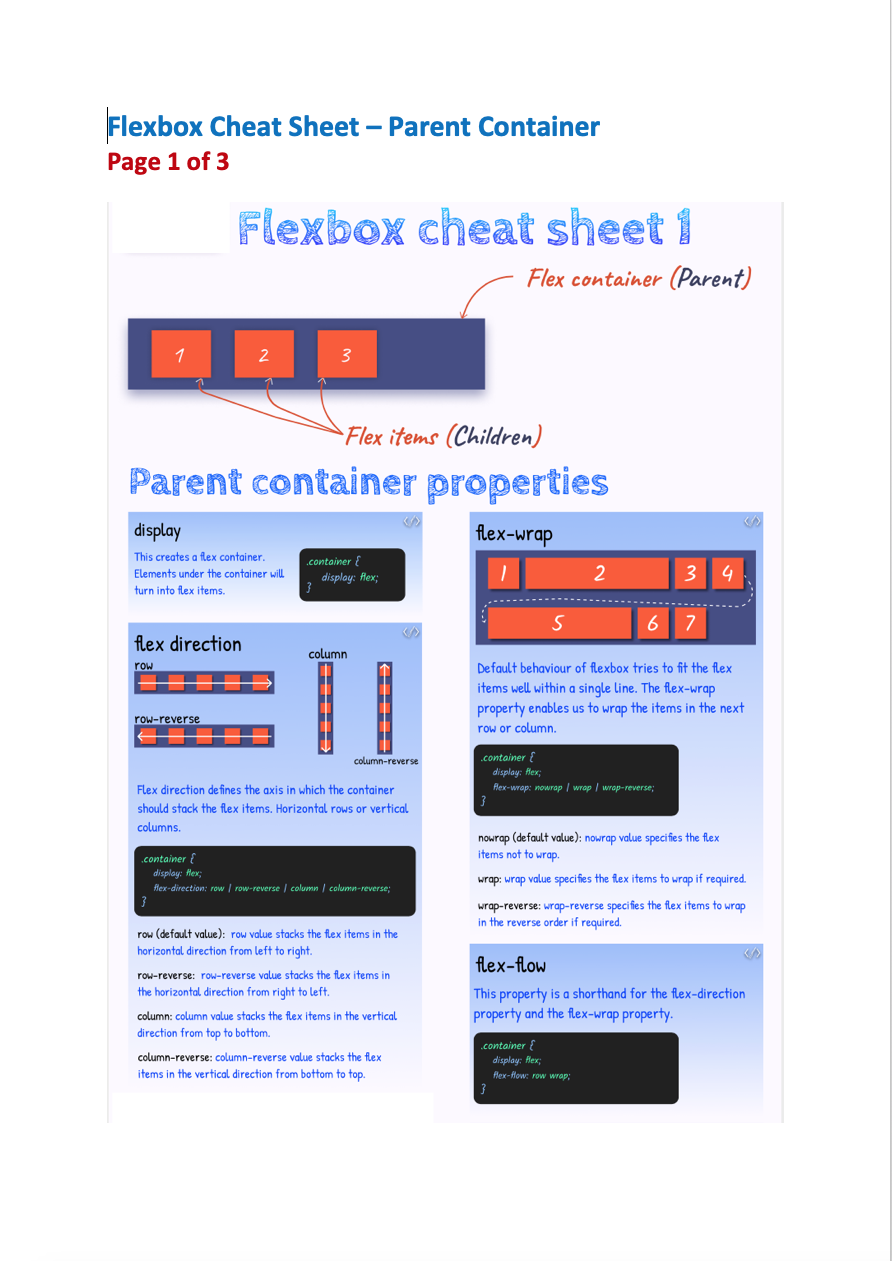 Flexbox Cheat Sheet – Parent Container
Page 1 of 3
Flexbox cheat sheet 1
Flex container (Parent)
1 2 3
Flex items (Children)
Parent container properties
</>
display
This creates a flex container.
Elements under the container will
turn into flex items.
.container {
display: flex;
}
</>
flex direction
row
row-reverse
column
column-reverse
Flex direction defines the axis in which the container
should stack the flex items. Horizontal rows or vertical
columns.
.container {
display: flex;
flex-direction: row | row-reverse | column | column-reverse;
}
row (default value): row value stacks the flex items in the
horizontal direction from left to right.
row-reverse: row-reverse value stacks the flex items in
the horizontal direction from right to left.
column: column value stacks the flex items in the vertical
direction from top to bottom.
column-reverse: column-reverse value stacks the flex
items in the vertical direction from bottom to top.
</>
flex-wrap
1 2 3 4
5 6 7
Default behaviour of flexbox tries to fit the flex
items well within a single line. The flex-wrap
property enables us to wrap the items in the next
row or column.
.container {
display: flex;
flex-wrap: nowrap | wrap | wrap-reverse;
}
nowrap (default value): nowrap value specifies the flex
items not to wrap.
wrap: wrap value specifies the flex items to wrap if required.
wrap-reverse: wrap-reverse specifies the flex items to wrap
in the reverse order if required.
</>
flex-flow
This property is a shorthand for the flex-direction
property and the flex-wrap property.
.container {
display: flex;
flex-flow: row wrap;
}